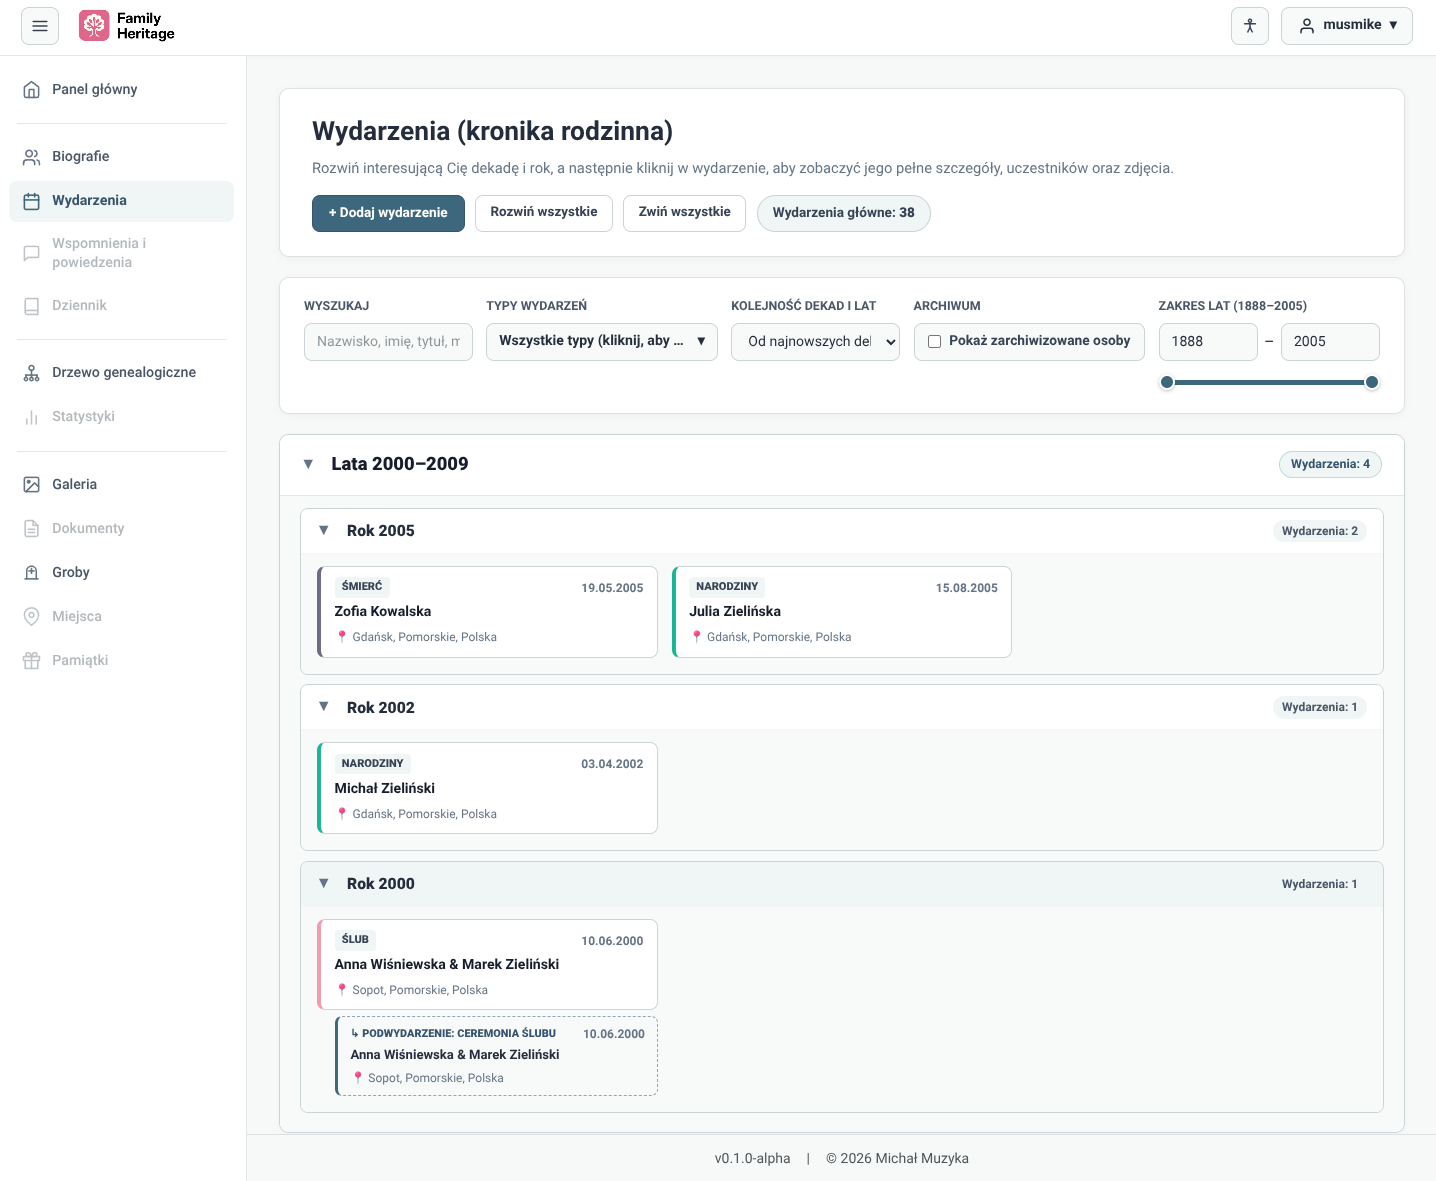 Family
Heritage
musmike ▼
Panel główny
Biografie
Wydarzenia
Wspomnienia i
powiedzenia
Dziennik
Drzewo genealogiczne
Statystyki
Galeria
Dokumenty
Groby
Miejsca
Pamiątki
Wydarzenia (kronika rodzinna)
Rozwiń interesującą Cię dekadę i rok, a następnie kliknij w wydarzenie, aby zobaczyć jego pełne szczegóły, uczestników oraz zdjęcia.
+ Dodaj wydarzenie
Rozwiń wszystkie
Zwiń wszystkie
Wydarzenia główne: 38
WYSZUKAJ
Nazwisko, imię, tytuł, m
TYPY WYDARZEŃ
Wszystkie typy (kliknij, aby ... ▼
KOLEJNOŚĆ DEKAD I LAT
Od najnowszych de
ARCHIWUM
Pokaż zarchiwizowane osoby
ZAKRES LAT (1888–2005)
1888 – 2005
▼ Lata 2000–2009
Wydarzenia: 4
▼ Rok 2005
Wydarzenia: 2
ŚMIERĆ 19.05.2005
Zofia Kowalska
📍 Gdańsk, Pomorskie, Polska
NARODZINY 15.08.2005
Julia Zielińska
📍 Gdańsk, Pomorskie, Polska
▼ Rok 2002
Wydarzenia: 1
NARODZINY 03.04.2002
Michał Zieliński
📍 Gdańsk, Pomorskie, Polska
▼ Rok 2000
Wydarzenia: 1
ŚLUB 10.06.2000
Anna Wiśniewska & Marek Zieliński
📍 Sopot, Pomorskie, Polska
↳ PODWYDARZENIE: CEREMONIA ŚLUBU 10.06.2000
Anna Wiśniewska & Marek Zieliński
📍 Sopot, Pomorskie, Polska
v0.1.0-alpha | © 2026 Michał Muzyka